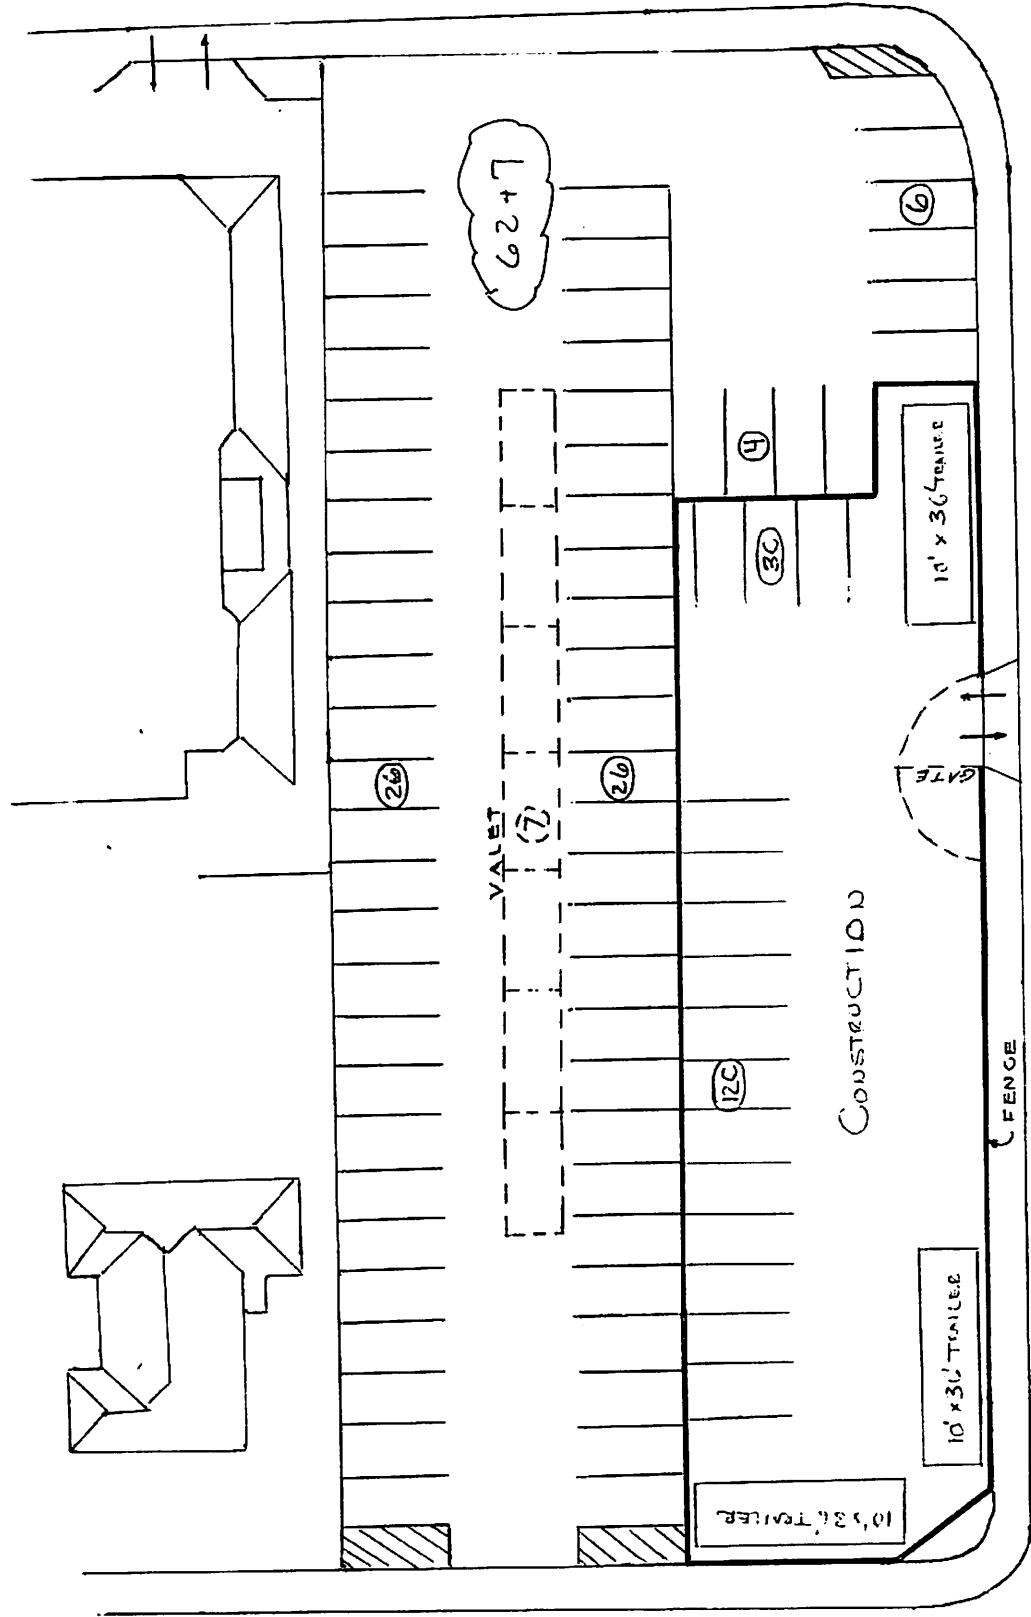 62+7
6
4
3C
10' x 36' TRAILER
GATE
26
26
VALET
(7)
12C
CONSTRUCTION
FENCE
10' x 36' TRAILER
10' x 36' TRAILER